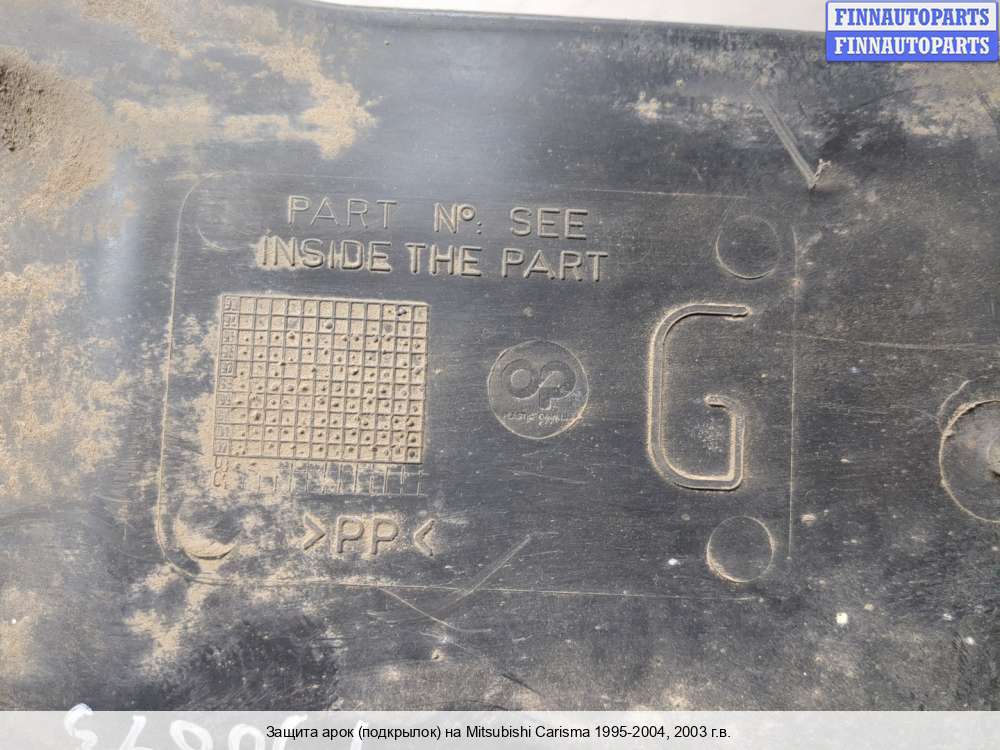 FINNAUTOPARTS
FINNAUTOPARTS
PART Nº: SEE
INSIDE THE PART
G
>PP<
Защита арок (подкрылок) на Mitsubishi Carisma 1995-2004, 2003 г.в.